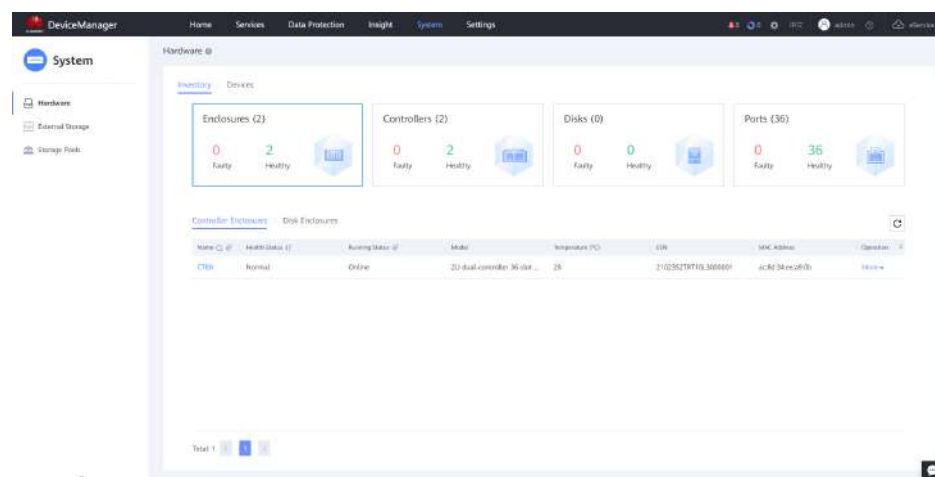 DeviceManager
Home Services Data Protection Insight System Settings
admin
System
Hardware
External Storage
Storage Pools
Hardware
Inventory Devices
Enclosures (2)
0 Faulty
2 Healthy
Controllers (2)
0 Faulty
2 Healthy
Disks (0)
0 Faulty
0 Healthy
Ports (36)
0 Faulty
36 Healthy
Controller Enclosures Disk Enclosures
Name Health Status Running Status Model Temperature (°C) ESN MAC Address Operation
CTE0 Normal Online 2U dual-controller 36-slot ... 28 More
Total 1 1